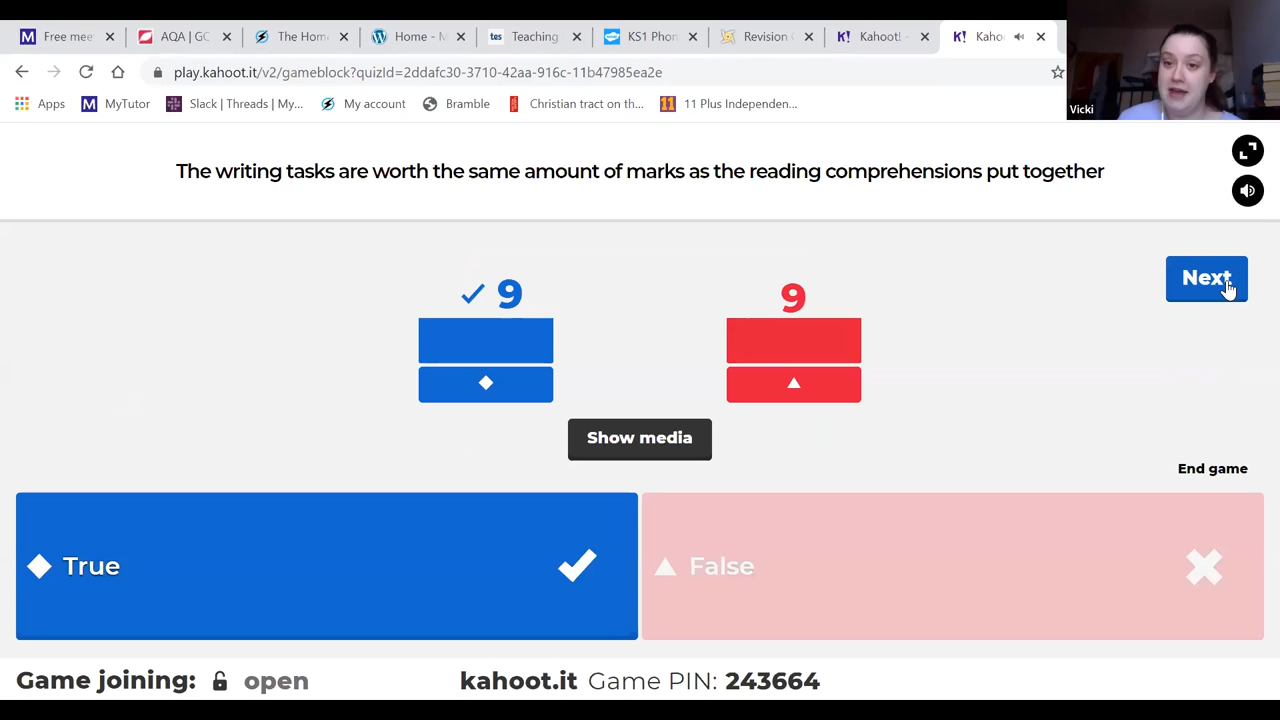 Free mee
AQA | GC
The Hom
Home - M
tes Teaching
KS1 Phon
Revision
Kahoot! -
Kaho
play.kahoot.it/v2/gameblock?quizId=2ddafc30-3710-42aa-916c-11b47985ea2e
Apps
MyTutor
Slack | Threads | My...
My account
Bramble
Christian tract on th...
11 Plus Independen...
Vicki
The writing tasks are worth the same amount of marks as the reading comprehensions put together
9
9
Next
Show media
End game
True
False
Game joining: open
kahoot.it Game PIN: 243664